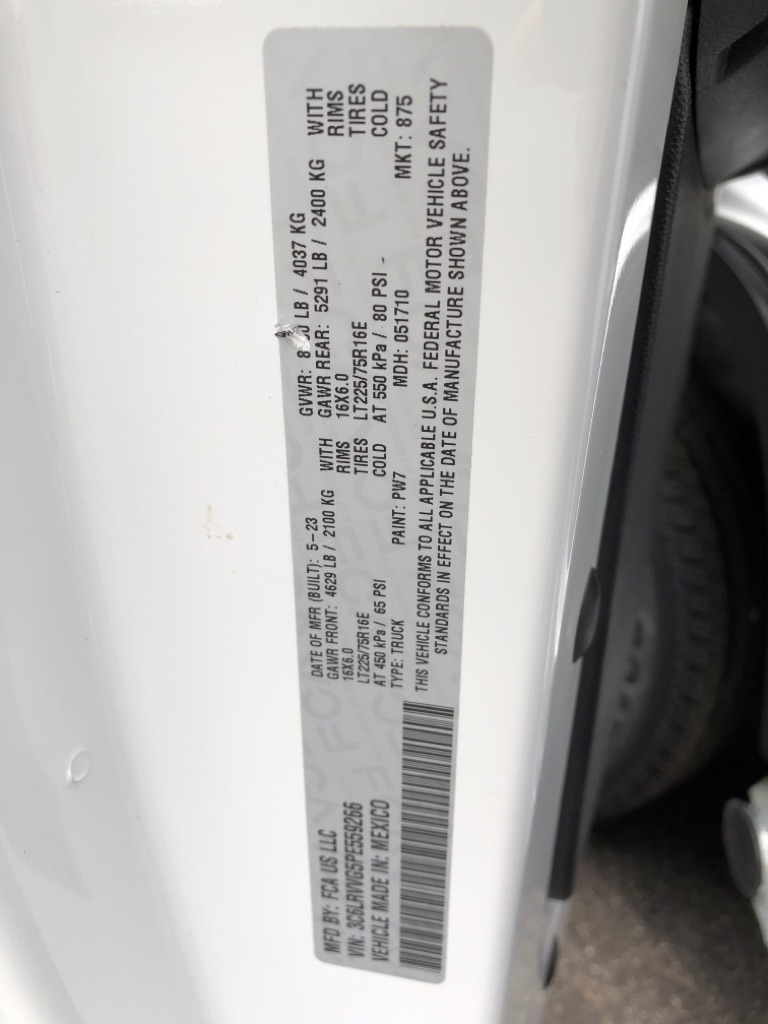 MFD BY: FCA US LLC
DATE OF MFR (BUILT): 5-23
GVWR: LB / 4037 KG
GAWR FRONT: 4629 LB / 2100 KG WITH
16X6.0 RIMS
LT225/75R16E TIRES
AT 450 kPa / 65 PSI COLD
GAWR REAR: 5291 LB / 2400 KG WITH
16X6.0 RIMS
LT225/75R16E TIRES
AT 550 kPa / 80 PSI COLD
VIN: 3C6LRVVG5PE559266
TYPE: TRUCK PAINT: PW7 MDH: 051710 MKT: 875
VEHICLE MADE IN: MEXICO
THIS VEHICLE CONFORMS TO ALL APPLICABLE U.S.A. FEDERAL MOTOR VEHICLE SAFETY
STANDARDS IN EFFECT ON THE DATE OF MANUFACTURE SHOWN ABOVE.